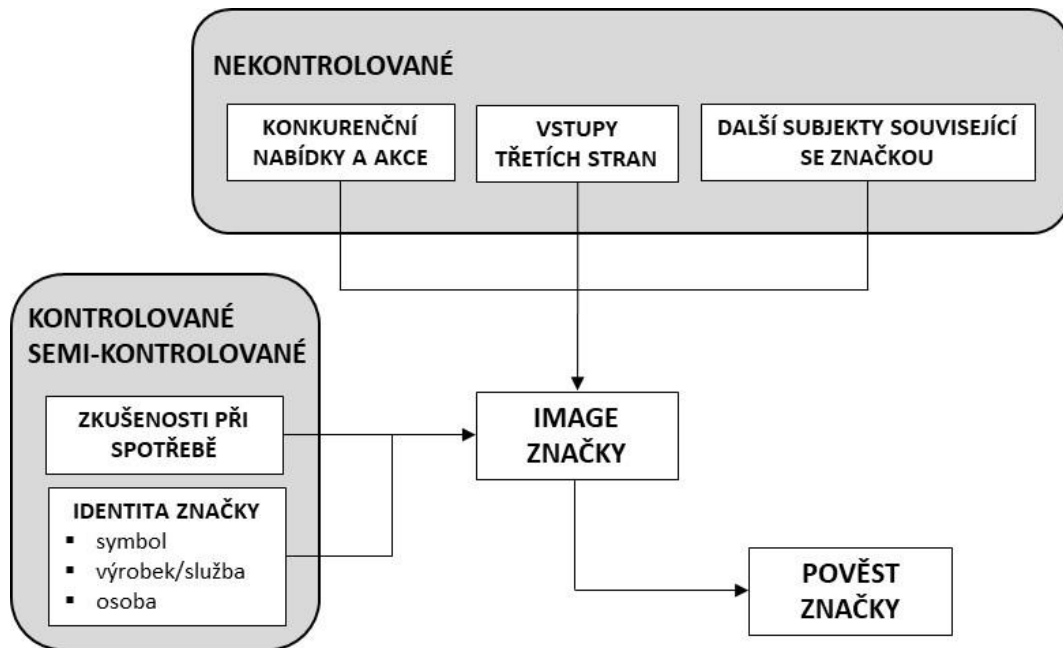 NEKONTROLOVANÉ
KONKURENČNÍ
NABÍDKY A AKCE
VSTUPY
TŘETÍCH STRAN
DALŠÍ SUBJEKTY SOUVISEJÍCÍ
SE ZNAČKOU
KONTROLOVANÉ
SEMI-KONTROLOVANÉ
ZKUŠENOSTI PŘI
SPOTŘEBĚ
IDENTITA ZNAČKY
▪ symbol
▪ výrobek/služba
▪ osoba
IMAGE
ZNAČKY
POVĚST
ZNAČKY